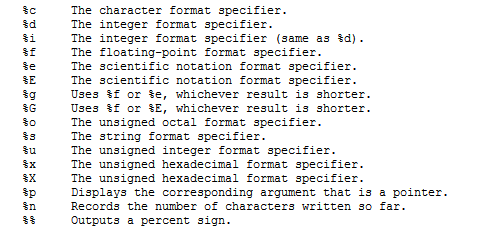 %c The character format specifier.
%d The integer format specifier.
%i The integer format specifier (same as %d).
%f The floating-point format specifier.
%e The scientific notation format specifier.
%E The scientific notation format specifier.
%g Uses %f or %e, whichever result is shorter.
%G Uses %f or %E, whichever result is shorter.
%o The unsigned octal format specifier.
%s The string format specifier.
%u The unsigned integer format specifier.
%x The unsigned hexadecimal format specifier.
%X The unsigned hexadecimal format specifier.
%p Displays the corresponding argument that is a pointer.
%n Records the number of characters written so far.
%% Outputs a percent sign.